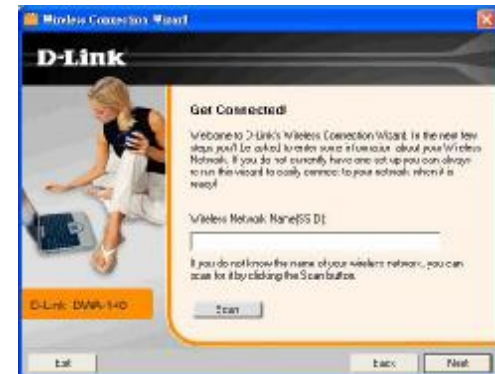 Wireless Connection Wizard
D-Link
Get Connected!
Welcome to D-Link's Wireless Connection Wizard. In the next few
steps you'll be asked to enter some information about your Wireless
Network. If you do not currently have one set up you can always
re run this wizard to easily connect to your network when it is
ready!
Wireless Network Name(SSID):
If you do not know the name of your wireless network, you can
scan for it by clicking the Scan button.
D-Link DWA-140
Scan
Exit
Back
Next